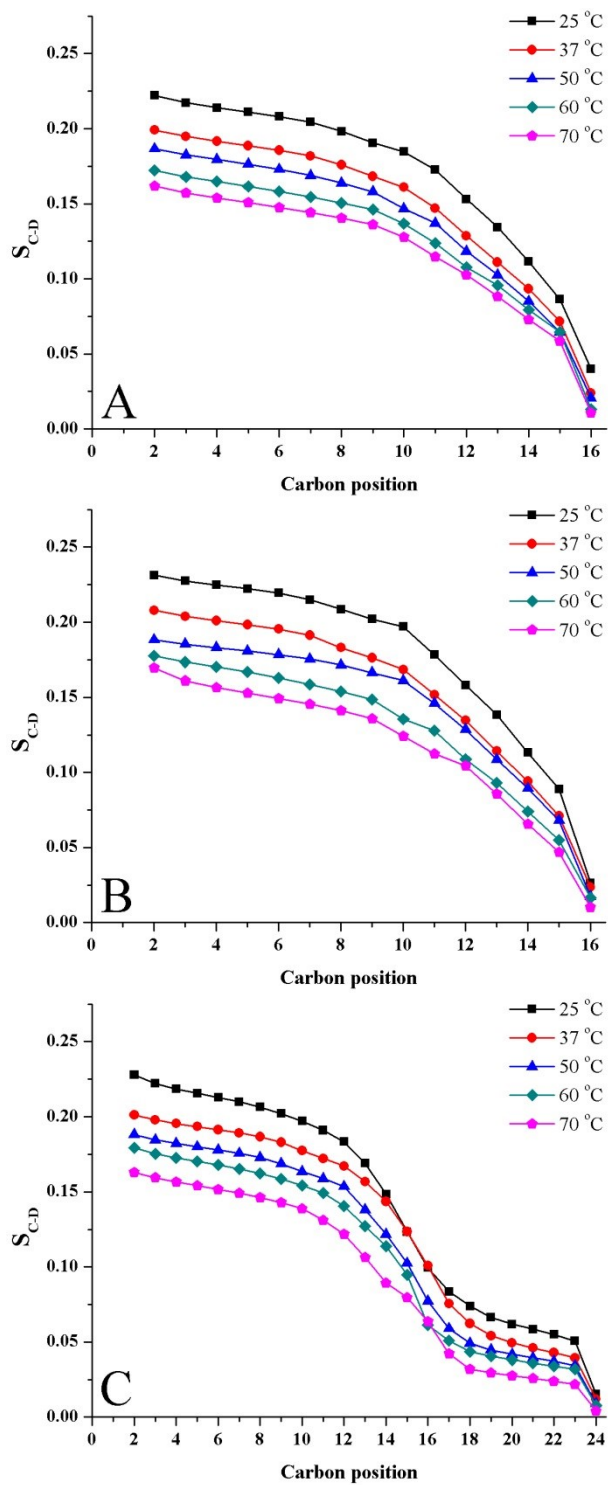 25 °C
37 °C
50 °C
60 °C
70 °C
0.25
0.20
0.15
0.10
0.05
0.00
S_C-D
A
0 2 4 6 8 10 12 14 16
Carbon position
25 °C
37 °C
50 °C
60 °C
70 °C
0.25
0.20
0.15
0.10
0.05
0.00
S_C-D
B
0 2 4 6 8 10 12 14 16
Carbon position
25 °C
37 °C
50 °C
60 °C
70 °C
0.25
0.20
0.15
0.10
0.05
0.00
S_C-D
C
0 2 4 6 8 10 12 14 16 18 20 22 24
Carbon position